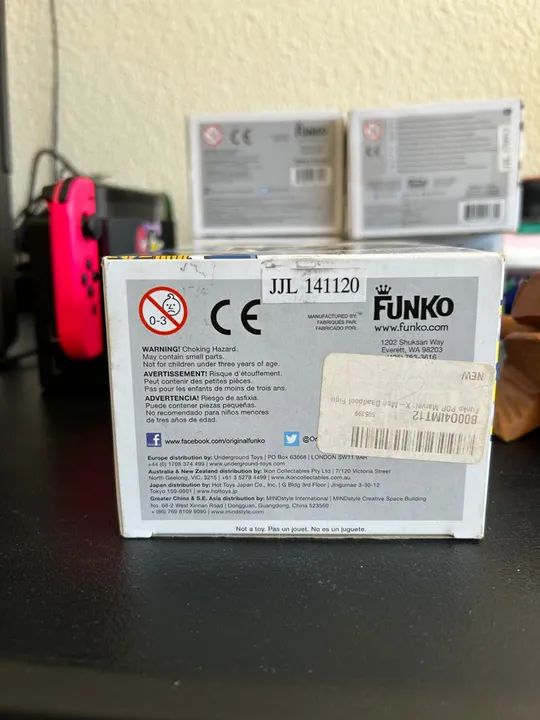 JJL 141120
0-3
CE
MANUFACTURED BY:
FABRIQUÉS PAR:
FABRICADO POR:
FUNKO
www.funko.com
1202 Shuksan Way
Everett, WA 98203
WARNING! Choking Hazard.
May contain small parts.
Not for children under three years of age.
AVERTISSEMENT! Risque d'étouffement.
Peut contenir des petites pièces.
Pas pour les enfants de moins de trois ans.
ADVERTENCIA! Riesgo de asfixia.
Puede contener piezas pequeñas.
No recomendado para niños menores
de tres años de edad.
NEW
Funko POP Marvel: X-Men Deadpool Figu
88004IMT12
f www.facebook.com/originalfunko
Europe distribution by: Underground Toys | PO Box 63668 | LONDON SW11 9AR
+44 (0) 1708 374 499 | www.underground-toys.com
Australia & New Zealand distribution by: Ikon Collectables Pty Ltd | 7/120 Victoria Street
North Geelong, VIC, 3215 | +61 3 5278 4499 | www.ikoncollectables.com.au
Japan distribution by: Hot Toys Japan Co., Inc. | G Bldg 3rd Floor | Jingumae 3-30-12
Tokyo 150-0001 | www.hottoys.jp
Greater China & S.E. Asia distribution by: MINDstyle International | MINDstyle Creative Space Building
No. 68-2 West Xinnan Road | Dongguan, Guangdong, China 523560
+ (86) 769 8109 9099 | www.mindstyle.com
Not a toy. Pas un jouet. No es un juguete.
CE
FUNKO
CE